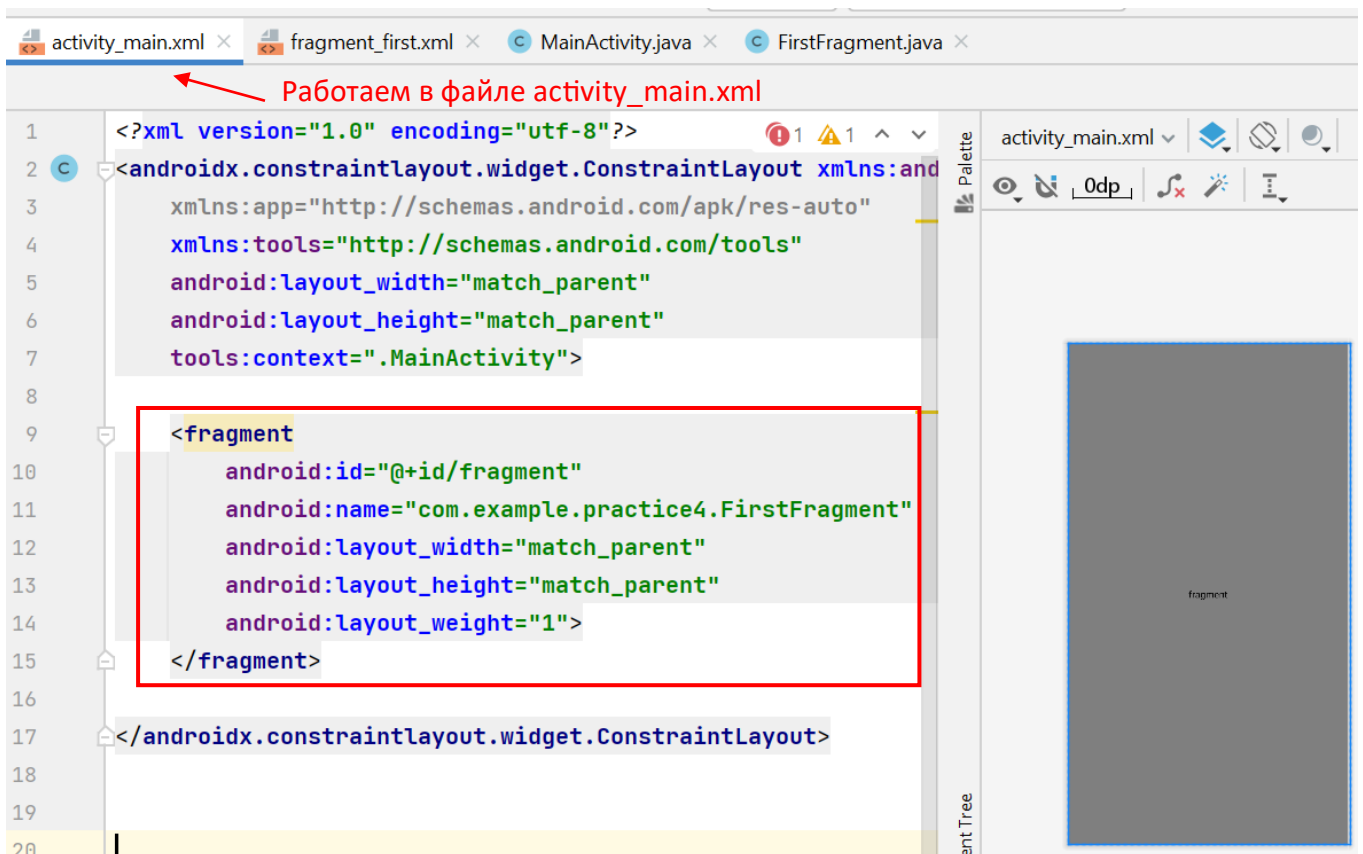 activity_main.xml fragment_first.xml MainActivity.java FirstFragment.java
Работаем в файле activity_main.xml
1 <?xml version="1.0" encoding="utf-8"?> 1 1
2 <androidx.constraintlayout.widget.ConstraintLayout xmlns:and
3 xmlns:app="http://schemas.android.com/apk/res-auto"
4 xmlns:tools="http://schemas.android.com/tools"
5 android:layout_width="match_parent"
6 android:layout_height="match_parent"
7 tools:context=".MainActivity">
8
9 <fragment
10 android:id="@+id/fragment"
11 android:name="com.example.practice4.FirstFragment"
12 android:layout_width="match_parent"
13 android:layout_height="match_parent"
14 android:layout_weight="1">
15 </fragment>
16
17 </androidx.constraintlayout.widget.ConstraintLayout>
18
19
20
Palette
ent Tree
activity_main.xml
0dp
fragment